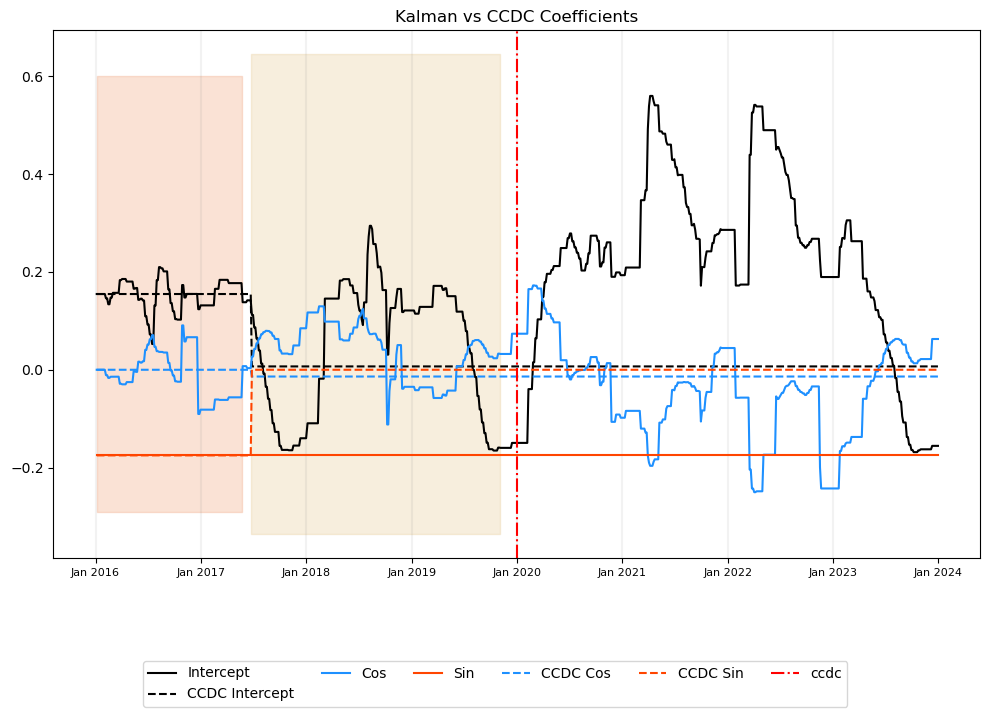 Kalman vs CCDC Coefficients
0.6
0.4
0.2
0.0
−0.2
Jan 2016 Jan 2017 Jan 2018 Jan 2019 Jan 2020 Jan 2021 Jan 2022 Jan 2023 Jan 2024
Intercept Cos Sin CCDC Cos CCDC Sin ccdc
CCDC Intercept